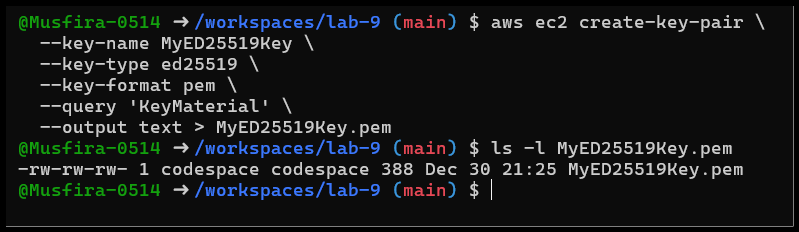 @Musfira-0514 ➜ /workspaces/lab-9 (main) $ aws ec2 create-key-pair \
  --key-name MyED25519Key \
  --key-type ed25519 \
  --key-format pem \
  --query 'KeyMaterial' \
  --output text > MyED25519Key.pem
@Musfira-0514 ➜ /workspaces/lab-9 (main) $ ls -l MyED25519Key.pem
-rw-rw-rw- 1 codespace codespace 388 Dec 30 21:25 MyED25519Key.pem
@Musfira-0514 ➜ /workspaces/lab-9 (main) $